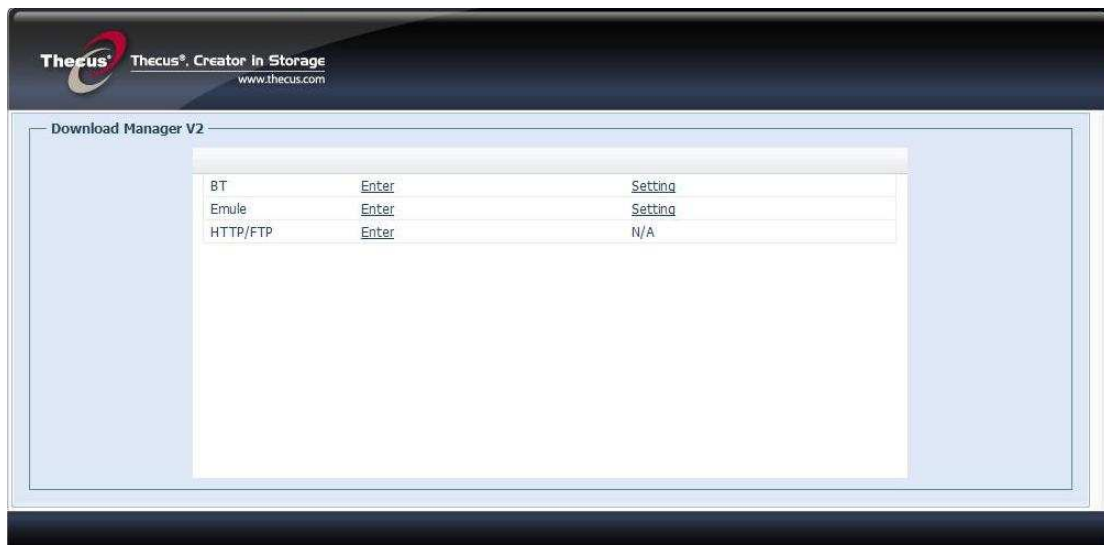 Thecus® Thecus®. Creator in Storage
www.thecus.com
Download Manager V2
BT Enter Setting
Emule Enter Setting
HTTP/FTP Enter N/A